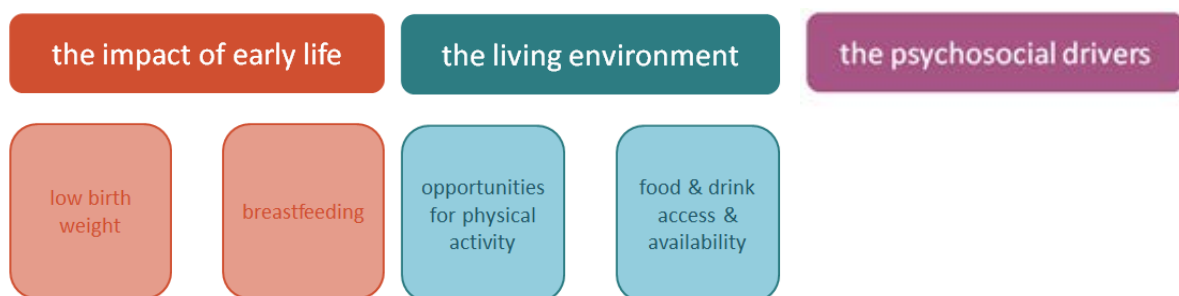 the impact of early life
the living environment
the psychosocial drivers
low birth
weight
breastfeeding
opportunities
for physical
activity
food & drink
access &
availability